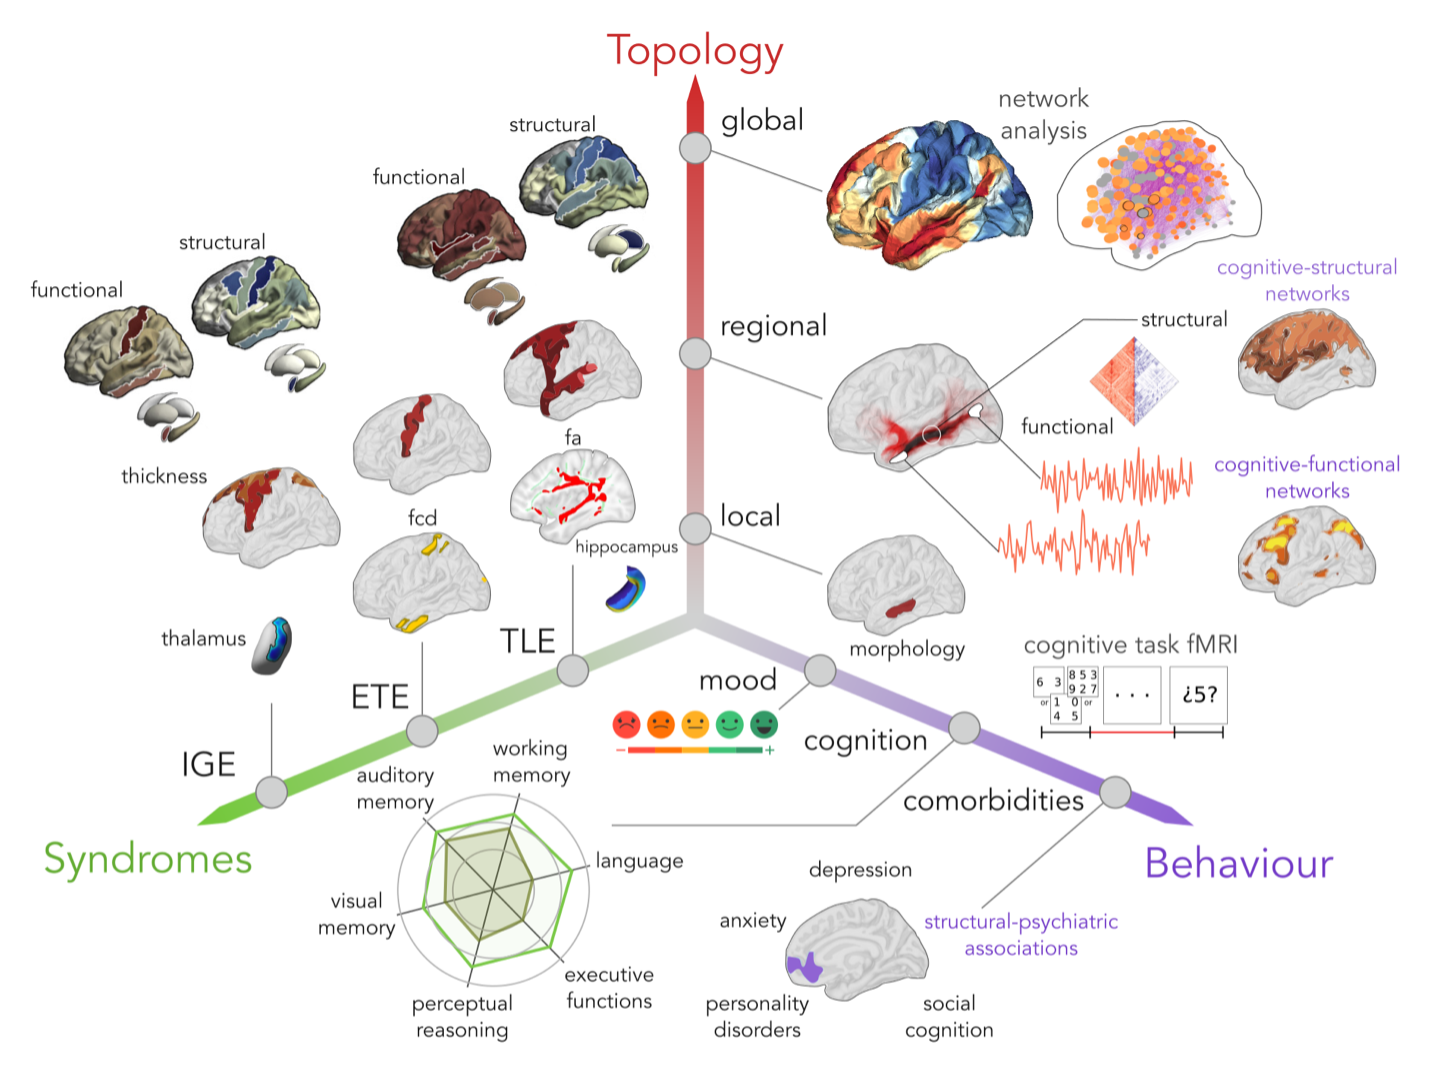 Topology
global
network
analysis
structural
functional
structural
functional
cognitive-structural
networks
structural
regional
functional
cognitive-functional
networks
thickness
fa
fcd
local
hippocampus
thalamus
TLE
morphology
cognitive task fMRI
6 3
8 5 3
9 2 7
or
1 0
4 5
or
. . .
¿5?
mood
- +
ETE
cognition
IGE
comorbidities
working
memory
auditory
memory
language
visual
memory
executive
functions
perceptual
reasoning
Syndromes
Behaviour
depression
anxiety
structural-psychiatric
associations
personality
disorders
social
cognition